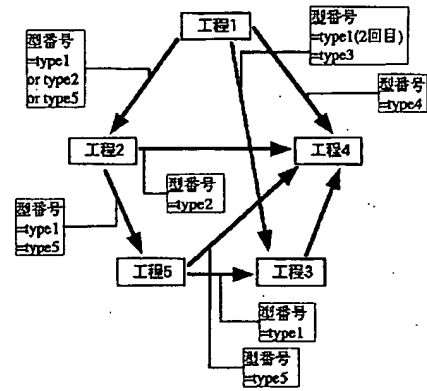 工程1
型番号
=type1
or type2
or type5
型番号
=type1(2回目)
=type3
型番号
=type4
工程2
工程4
型番号
=type2
型番号
=type1
=type5
工程5
工程3
型番号
=type1
型番号
=type5